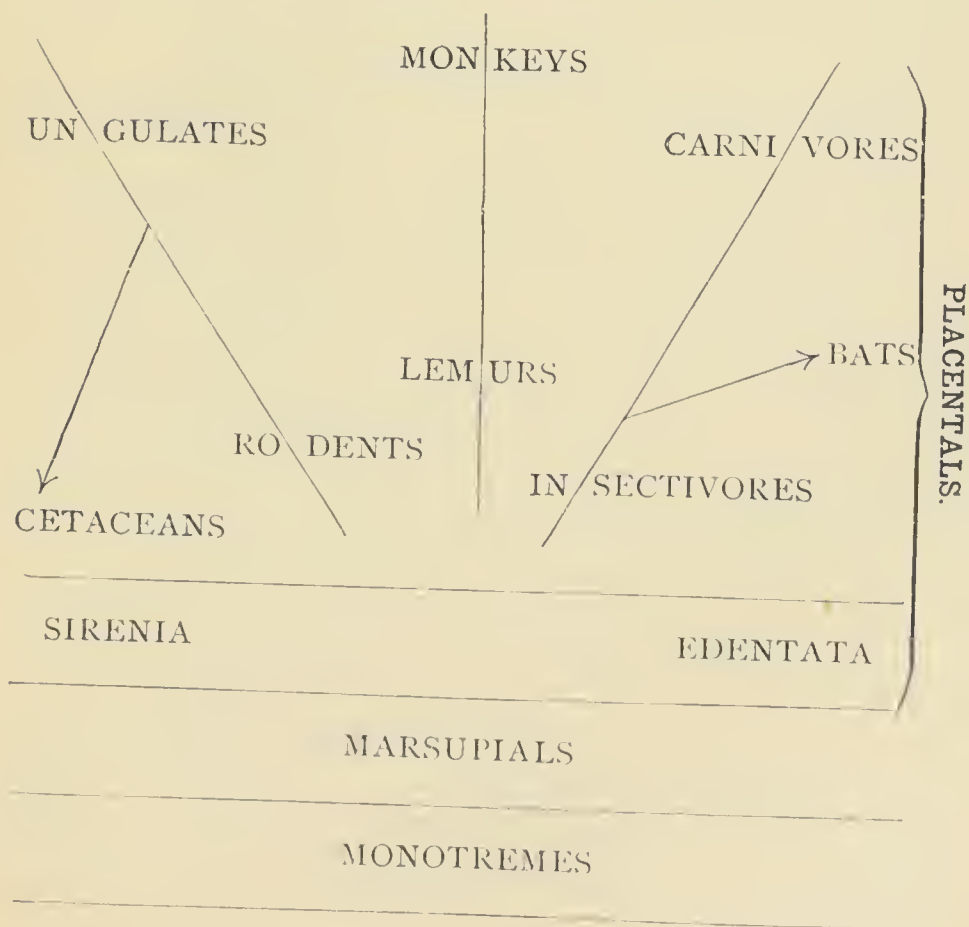 MONKEYS
UNGULATES
CARNIVORES
PLACENTALS.
BATS
LEMURS
RODENTS
INSECTIVORES
CETACEANS
SIRENIA
EDENTATA
MARSUPIALS
MONOTREMES